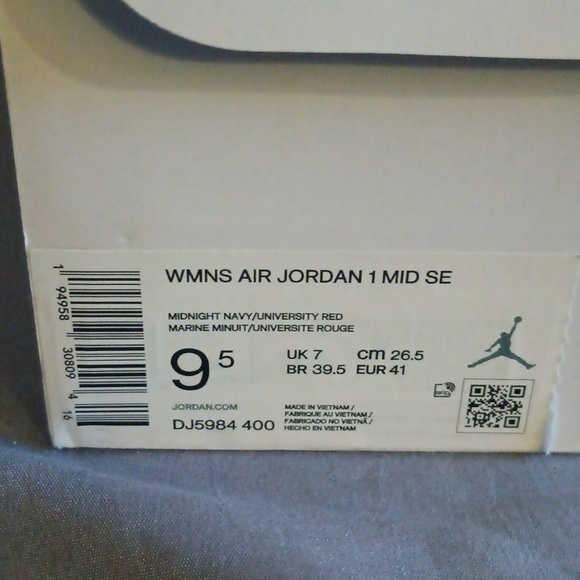 WMNS AIR JORDAN 1 MID SE
MIDNIGHT NAVY/UNIVERSITY RED
MARINE MINUIT/UNIVERSITE ROUGE
9 5
UK 7 cm 26.5
BR 39.5 EUR 41
JORDAN.COM
DJ5984 400
MADE IN VIETNAM /
FABRIQUE AU VIETNAM /
FABRICADO NO VIETNÃ /
HECHO EN VIETNAM
RFID
1 94958 30809 4 16